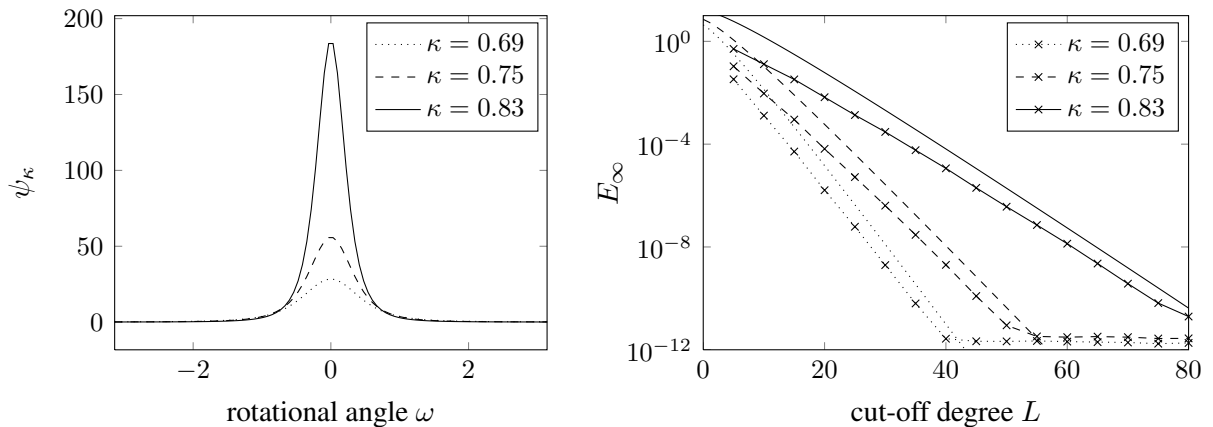 200
150
100
50
0
−2
0
2
ψκ
rotational angle ω
κ = 0.69
κ = 0.75
κ = 0.83
10^0
10^−4
10^−8
10^−12
0
20
40
60
80
E∞
cut-off degree L
κ = 0.69
κ = 0.75
κ = 0.83